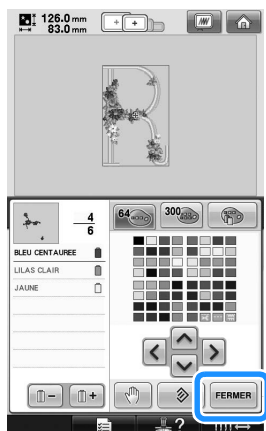 126.0 mm
83.0 mm
4
6
64
300
BLEU CENTAUREE
LILAS CLAIR
JAUNE
- +
FERMER
?